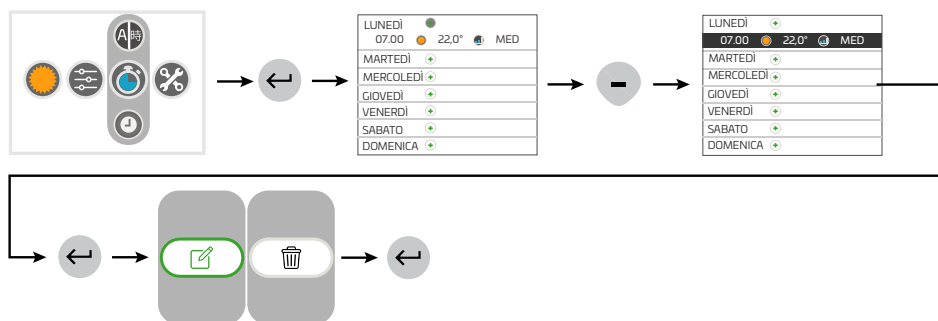 A 時
LUNEDÌ
07.00 22,0° MED
MARTEDÌ
MERCOLEDÌ
GIOVEDÌ
VENERDÌ
SABATO
DOMENICA
LUNEDÌ
07.00 22,0° MED
MARTEDÌ
MERCOLEDÌ
GIOVEDÌ
VENERDÌ
SABATO
DOMENICA